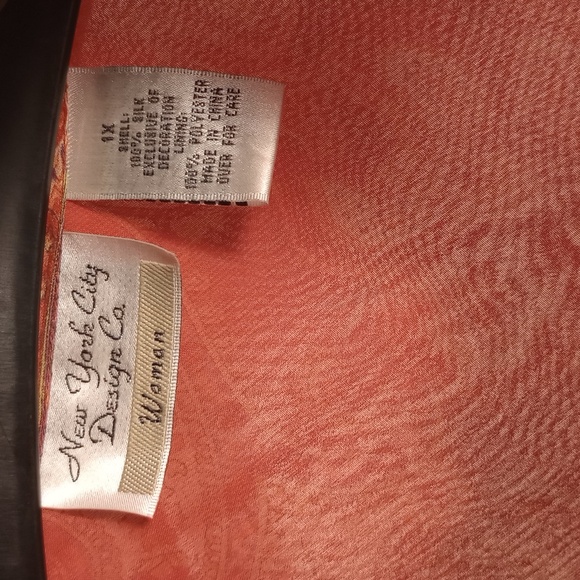 1X
SHELL:
100% SILK
EXCLUSIVE OF
DECORATION
LINING:
100% POLYESTER
MADE IN CHINA
OVER FOR CARE
New York City
Design Co.
Woman